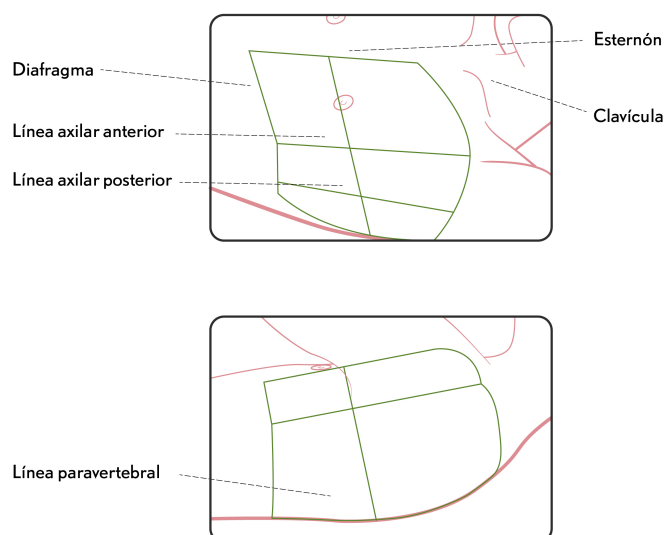 Esternón
Diafragma
Clavícula
Línea axilar anterior
Línea axilar posterior
Línea paravertebral